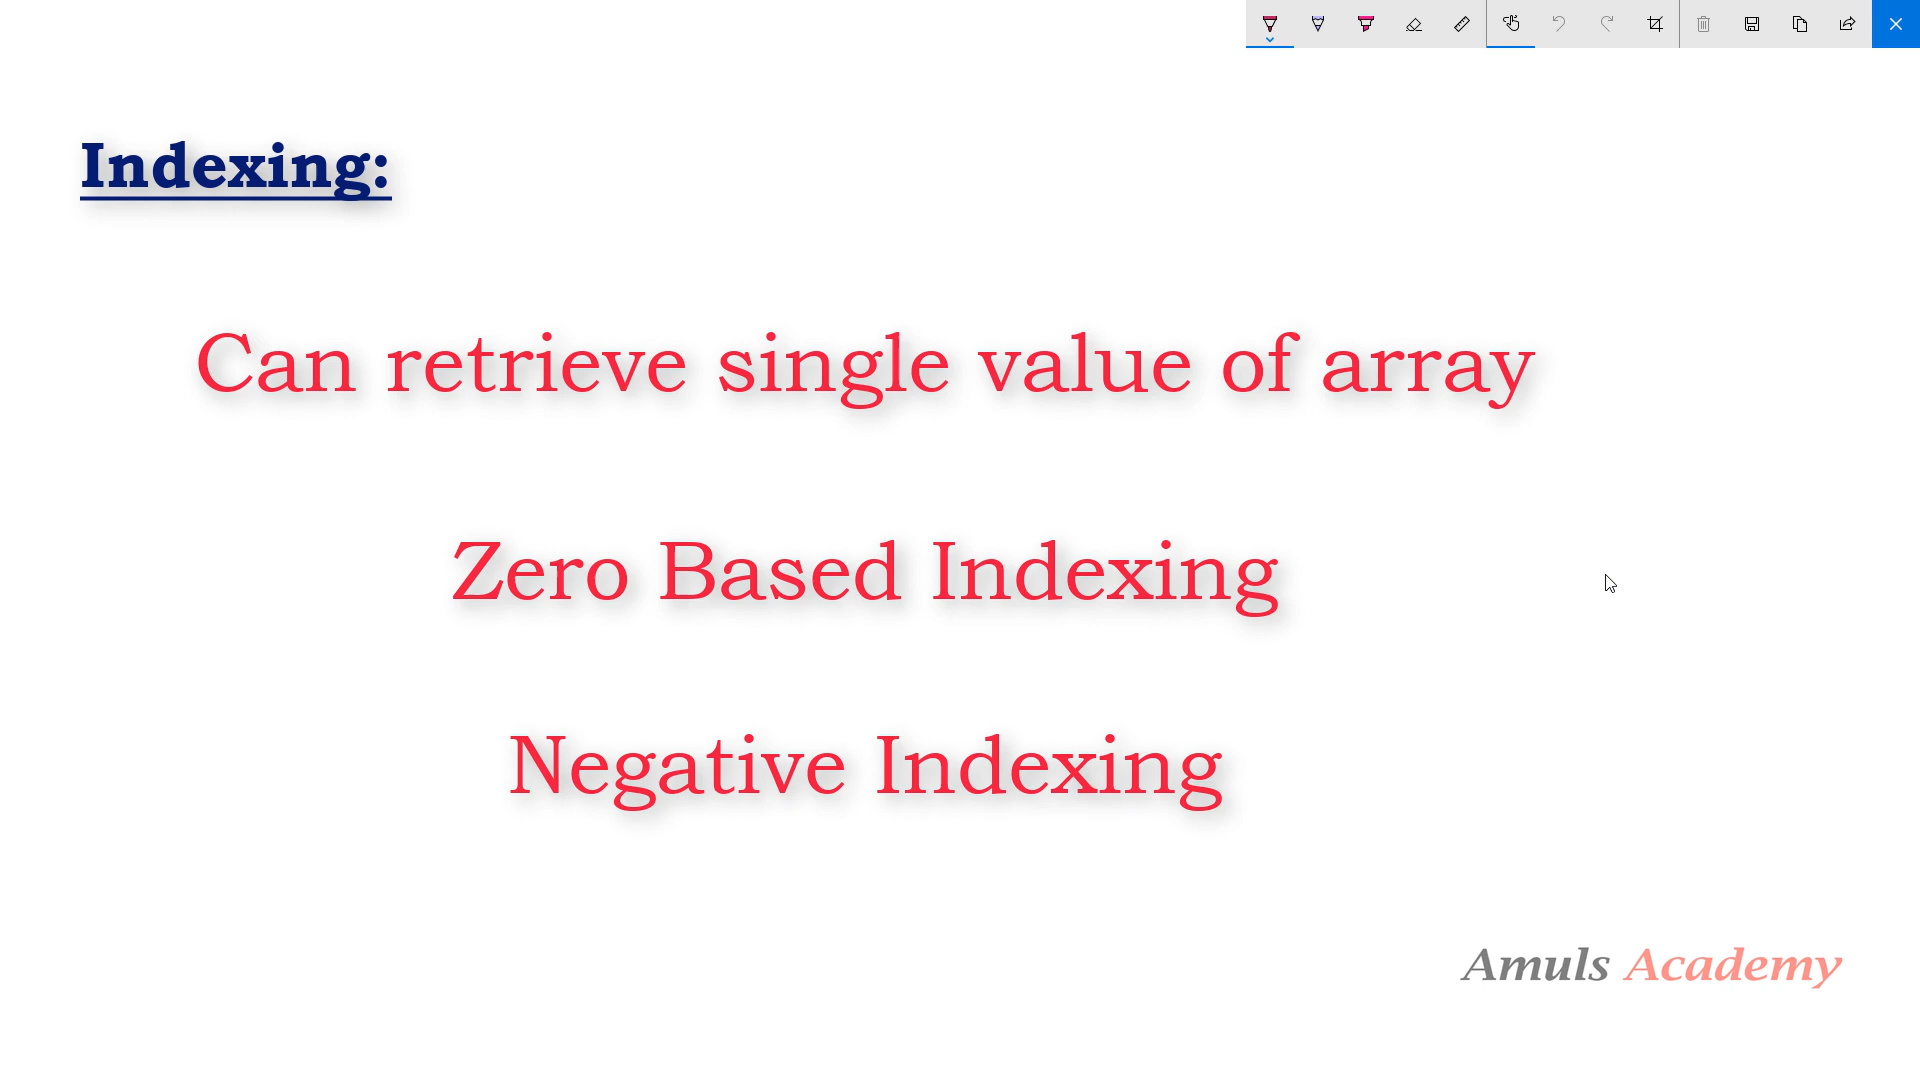 Indexing:
Can retrieve single value of array
Zero Based Indexing
Negative Indexing
Amuls Academy